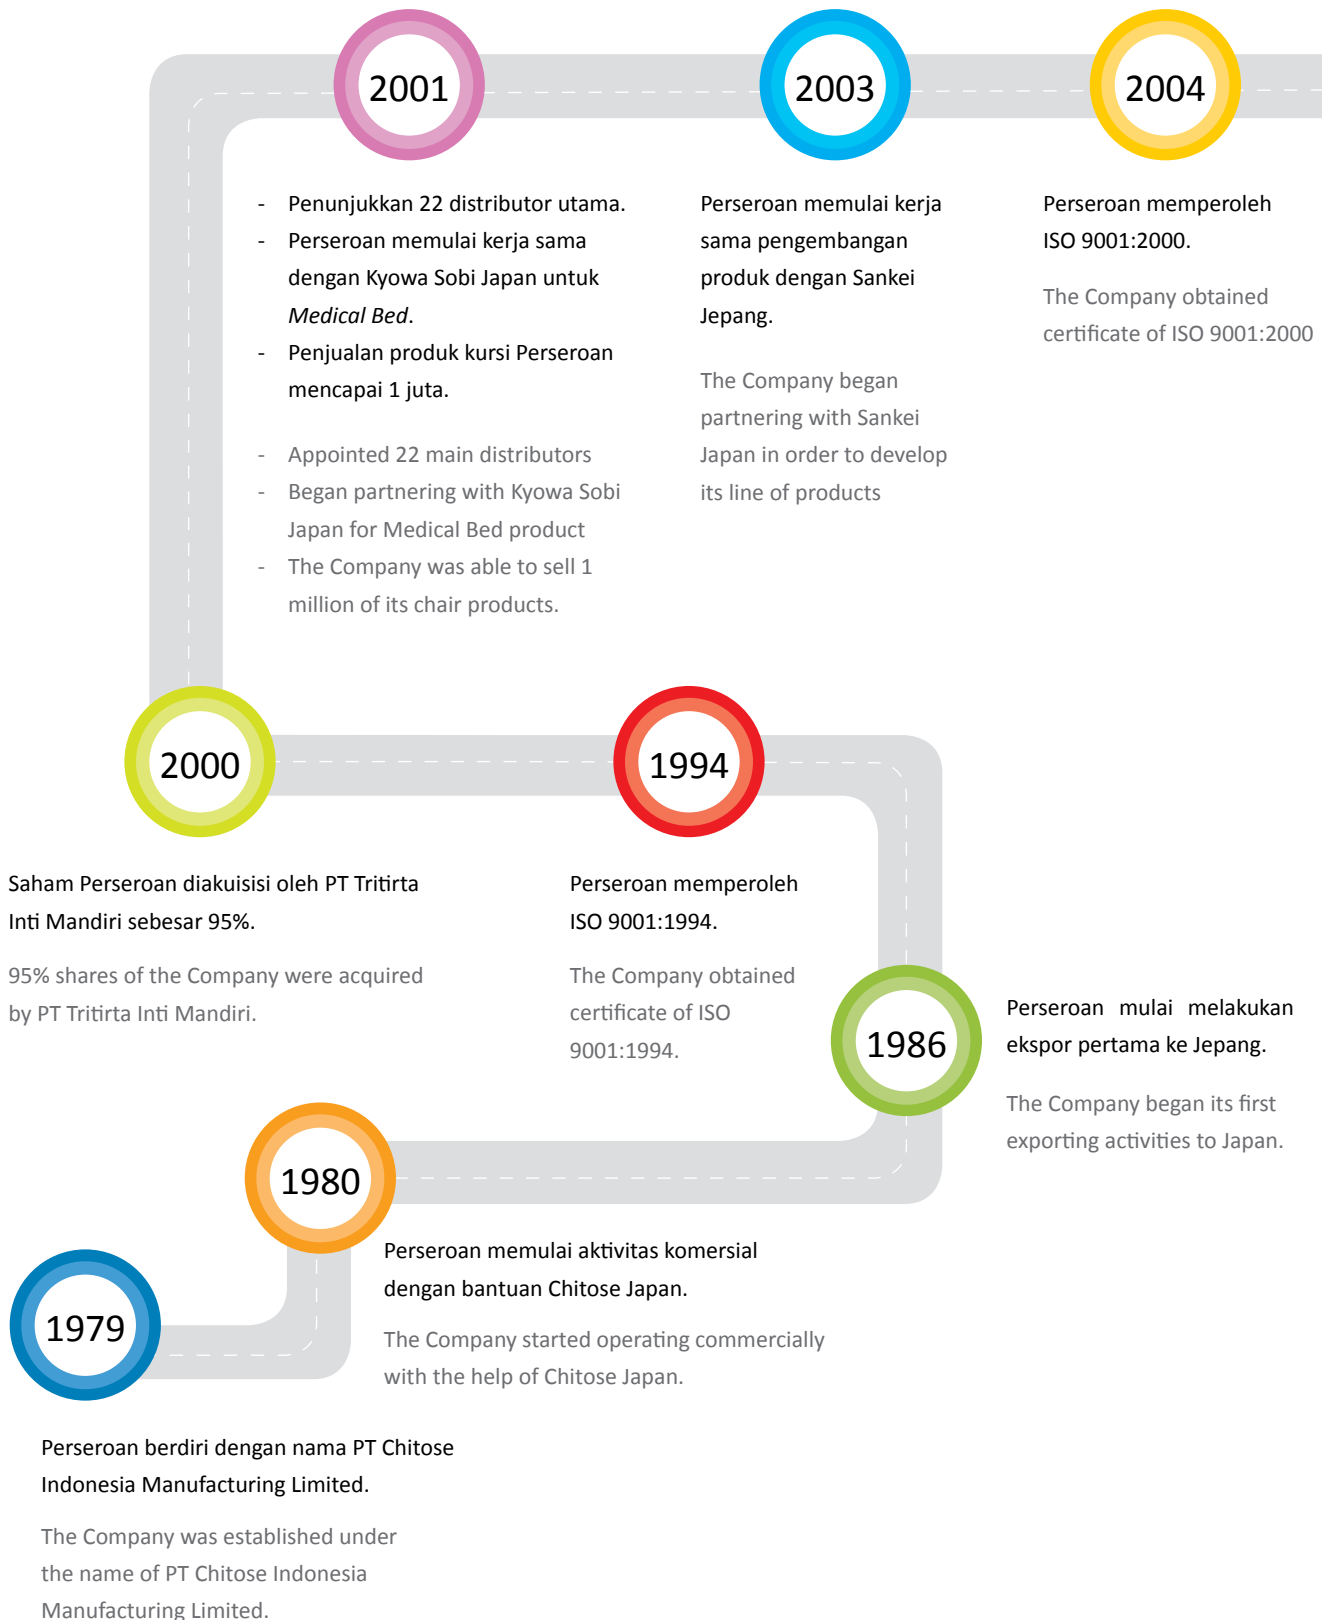 2001
- Penunjukkan 22 distributor utama.
- Perseroan memulai kerja sama
dengan Kyowa Sobi Japan untuk
Medical Bed.
- Penjualan produk kursi Perseroan
mencapai 1 juta.
- Appointed 22 main distributors
- Began partnering with Kyowa Sobi
Japan for Medical Bed product
- The Company was able to sell 1
million of its chair products.
2003
Perseroan memulai kerja
sama pengembangan
produk dengan Sankei
Jepang.
The Company began
partnering with Sankei
Japan in order to develop
its line of products
2004
Perseroan memperoleh
ISO 9001:2000.
The Company obtained
certificate of ISO 9001:2000
2000
Saham Perseroan diakuisisi oleh PT Tritirta
Inti Mandiri sebesar 95%.
95% shares of the Company were acquired
by PT Tritirta Inti Mandiri.
1994
Perseroan memperoleh
ISO 9001:1994.
The Company obtained
certificate of ISO
9001:1994.
1986
Perseroan mulai melakukan
ekspor pertama ke Jepang.
The Company began its first
exporting activities to Japan.
1980
Perseroan memulai aktivitas komersial
dengan bantuan Chitose Japan.
The Company started operating commercially
with the help of Chitose Japan.
1979
Perseroan berdiri dengan nama PT Chitose
Indonesia Manufacturing Limited.
The Company was established under
the name of PT Chitose Indonesia
Manufacturing Limited.